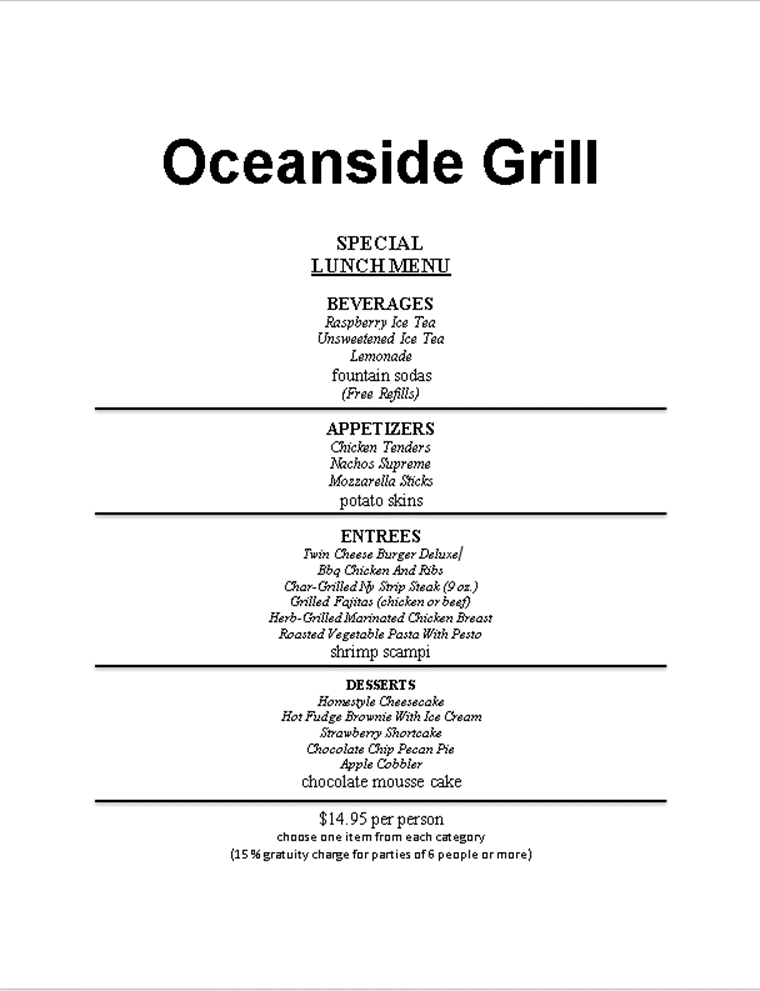 Oceanside Grill
SPECIAL
LUNCH MENU
BEVERAGES
Raspberry Ice Tea
Unsweetened Ice Tea
Lemonade
fountain sodas
(Free Refills)
APPETIZERS
Chicken Tenders
Nachos Supreme
Mozzarella Sticks
potato skins
ENTREES
Twin Cheese Burger Deluxe
Bbq Chicken And Ribs
Char-Grilled Ny Strip Steak (9 oz.)
Grilled Fajitas (chicken or beef)
Herb-Grilled Marinated Chicken Breast
Roasted Vegetable Pasta With Pesto
shrimp scampi
DESSERTS
Homestyle Cheesecake
Hot Fudge Brownie With Ice Cream
Strawberry Shortcake
Chocolate Chip Pecan Pie
Apple Cobbler
chocolate mousse cake
$14.95 per person
choose one item from each category
(15% gratuity charge for parties of 6 people or more)